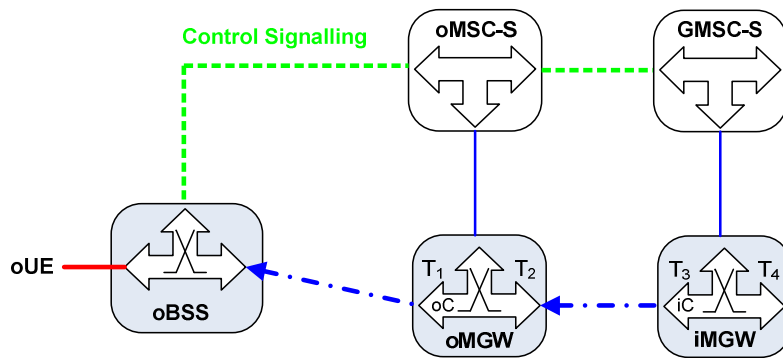 oMSC-S
GMSC-S
Control Signalling
oUE
oBSS
T1
T2
oC
oMGW
T3
T4
iC
iMGW